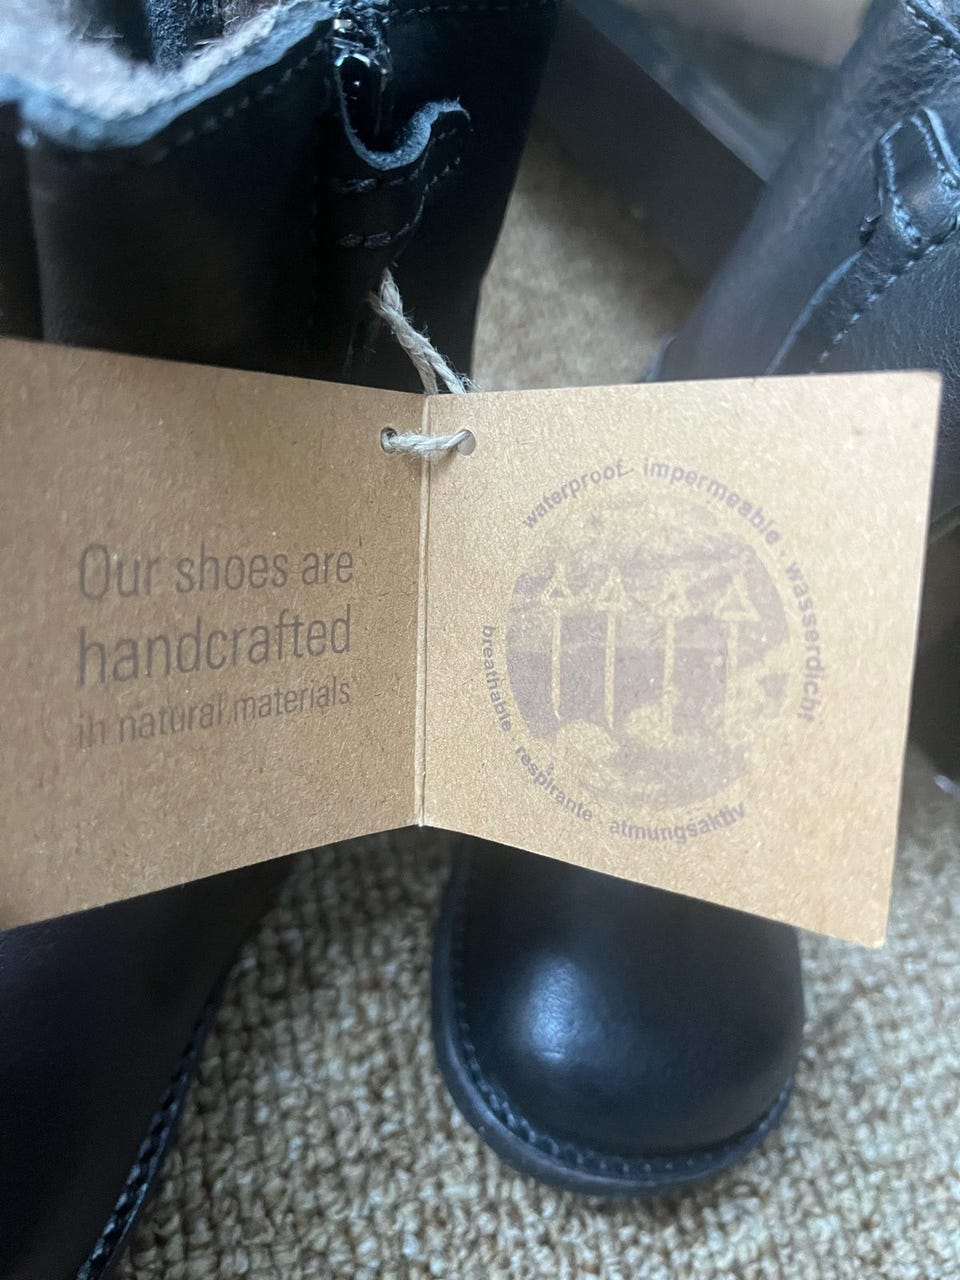 Our shoes are
handcrafted
in natural materials
waterproof · impermeable · wasserdicht
breathable · respirante · atmungsaktiv